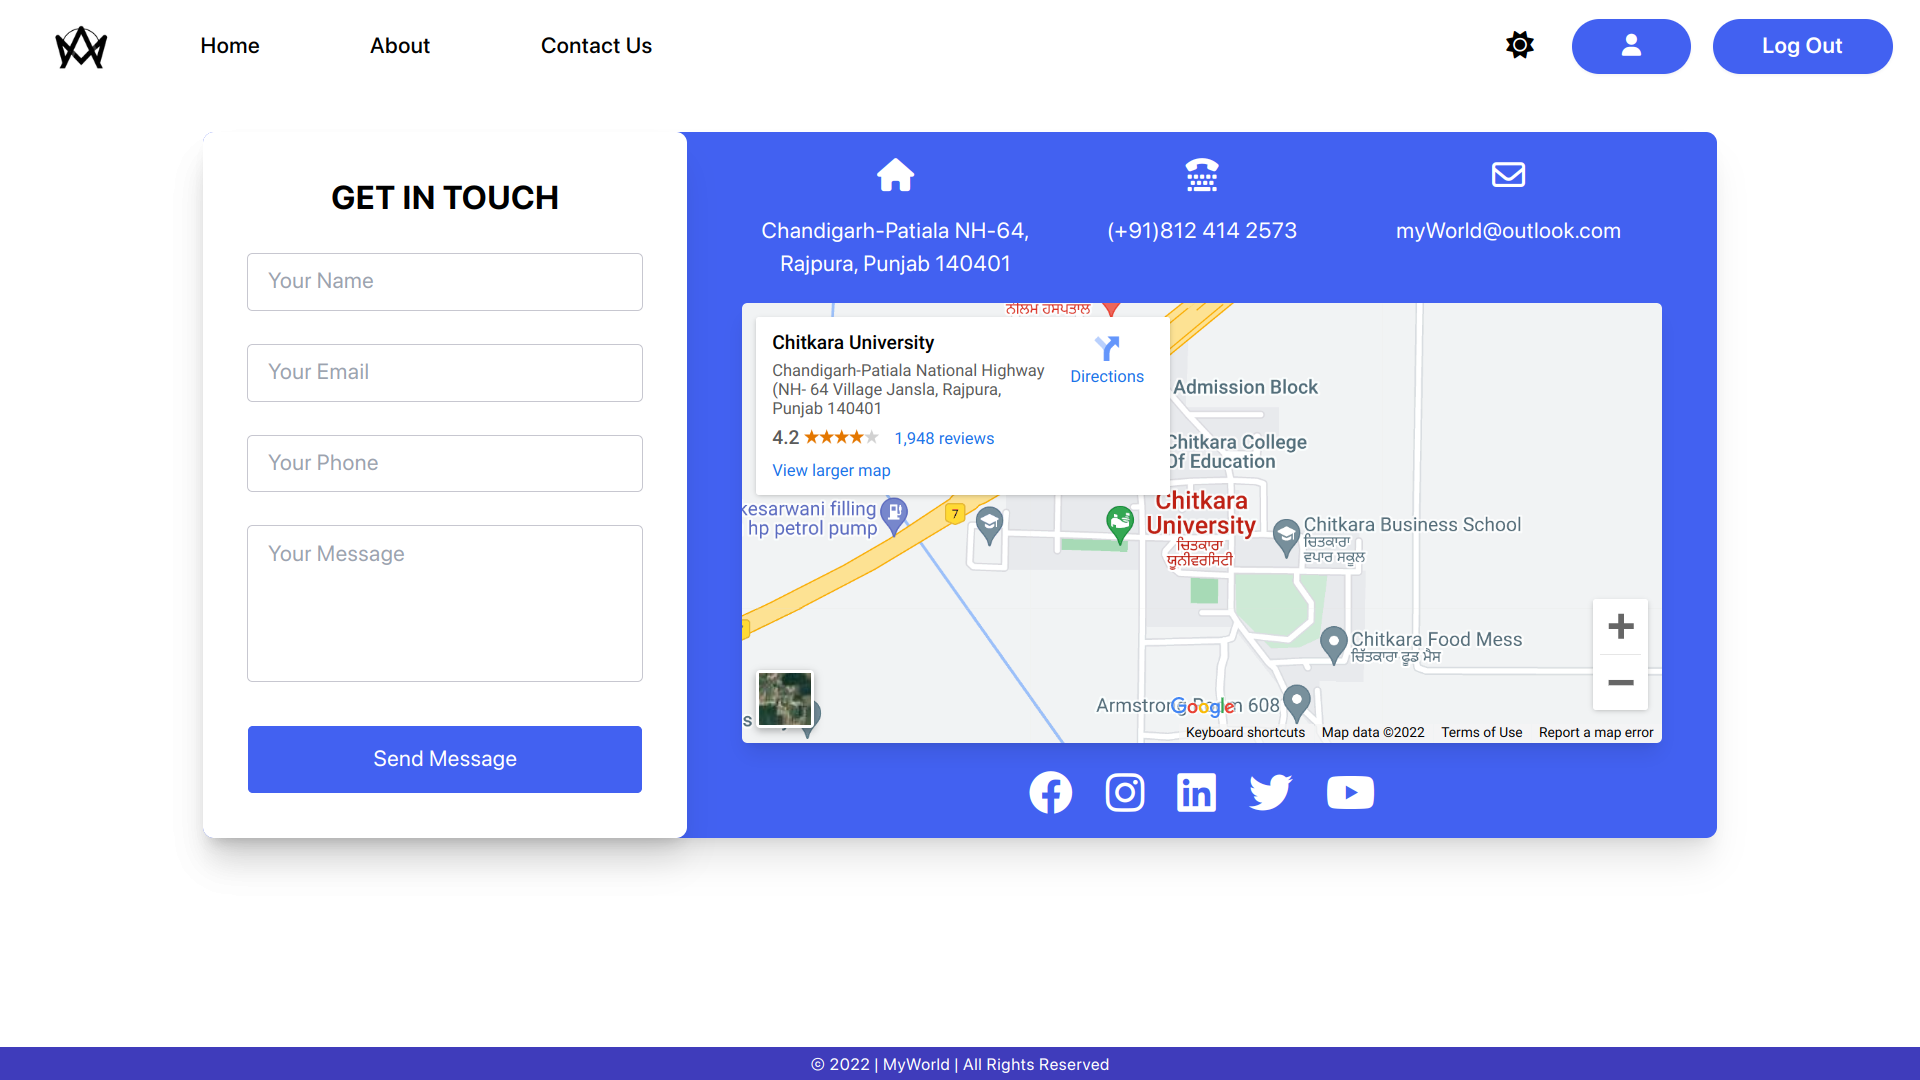 Home
About
Contact Us
Log Out
GET IN TOUCH
Your Name
Your Email
Your Phone
Your Message
Send Message
Chandigarh-Patiala NH-64,
Rajpura, Punjab 140401
(+91)812 414 2573
myWorld@outlook.com
ਨੀਲਮ ਹਸਪਤਾਲ
Chitkara University
Chandigarh-Patiala National Highway
(NH- 64 Village Jansla, Rajpura,
Punjab 140401
4.2
1,948 reviews
View larger map
Directions
Admission Block
Chitkara College
Of Education
kesarwani filling
hp petrol pump
7
Chitkara
University
ਚਿਤਕਾਰਾ
ਯੂਨੀਵਰਸਿਟੀ
Chitkara Business School
ਚਿਤਕਾਰਾ
ਵਪਾਰ ਸਕੂਲ
Chitkara Food Mess
ਚਿੱਤਕਾਰਾ ਫੂਡ ਮੈਸ
608
Google
Keyboard shortcuts
Map data ©2022
Terms of Use
Report a map error
© 2022 | MyWorld | All Rights Reserved